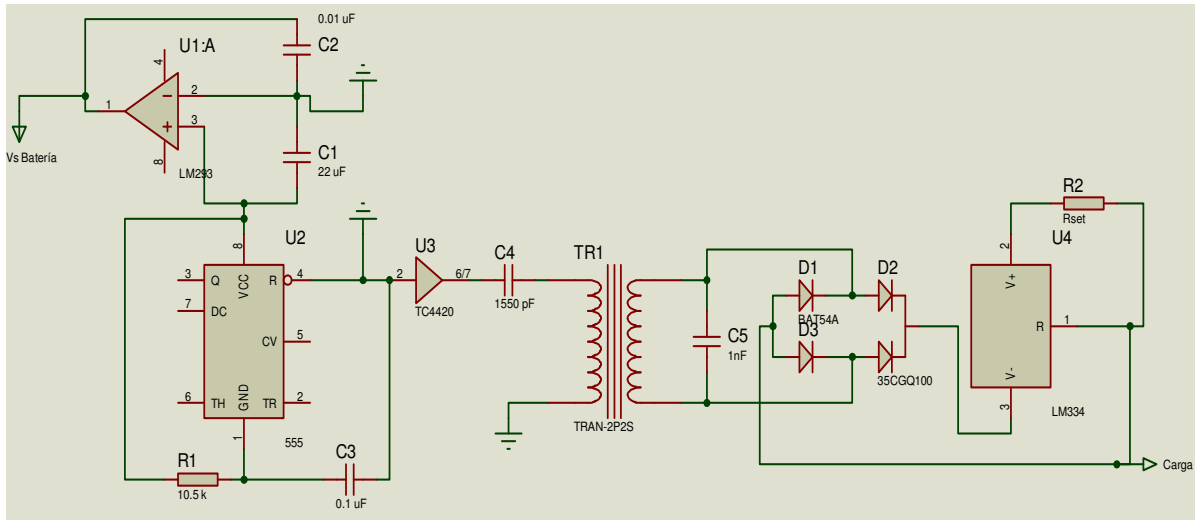 0.01 uF
C2
U1:A
4
2
1
3
8
LM293
Vs Batería
C1
22 uF
U2
8
3
Q
VCC
R
4
7
DC
CV
5
6
TH
GND
TR
2
1
555
R1
10.5 k
C3
0.1 uF
U3
2
6/7
TC4420
C4
1550 pF
TR1
TRAN-2P2S
C5
1nF
D1
BAT54A
D2
D3
35CGQ100
R2
Rset
U4
2
V+
R
1
V-
3
LM334
Carga